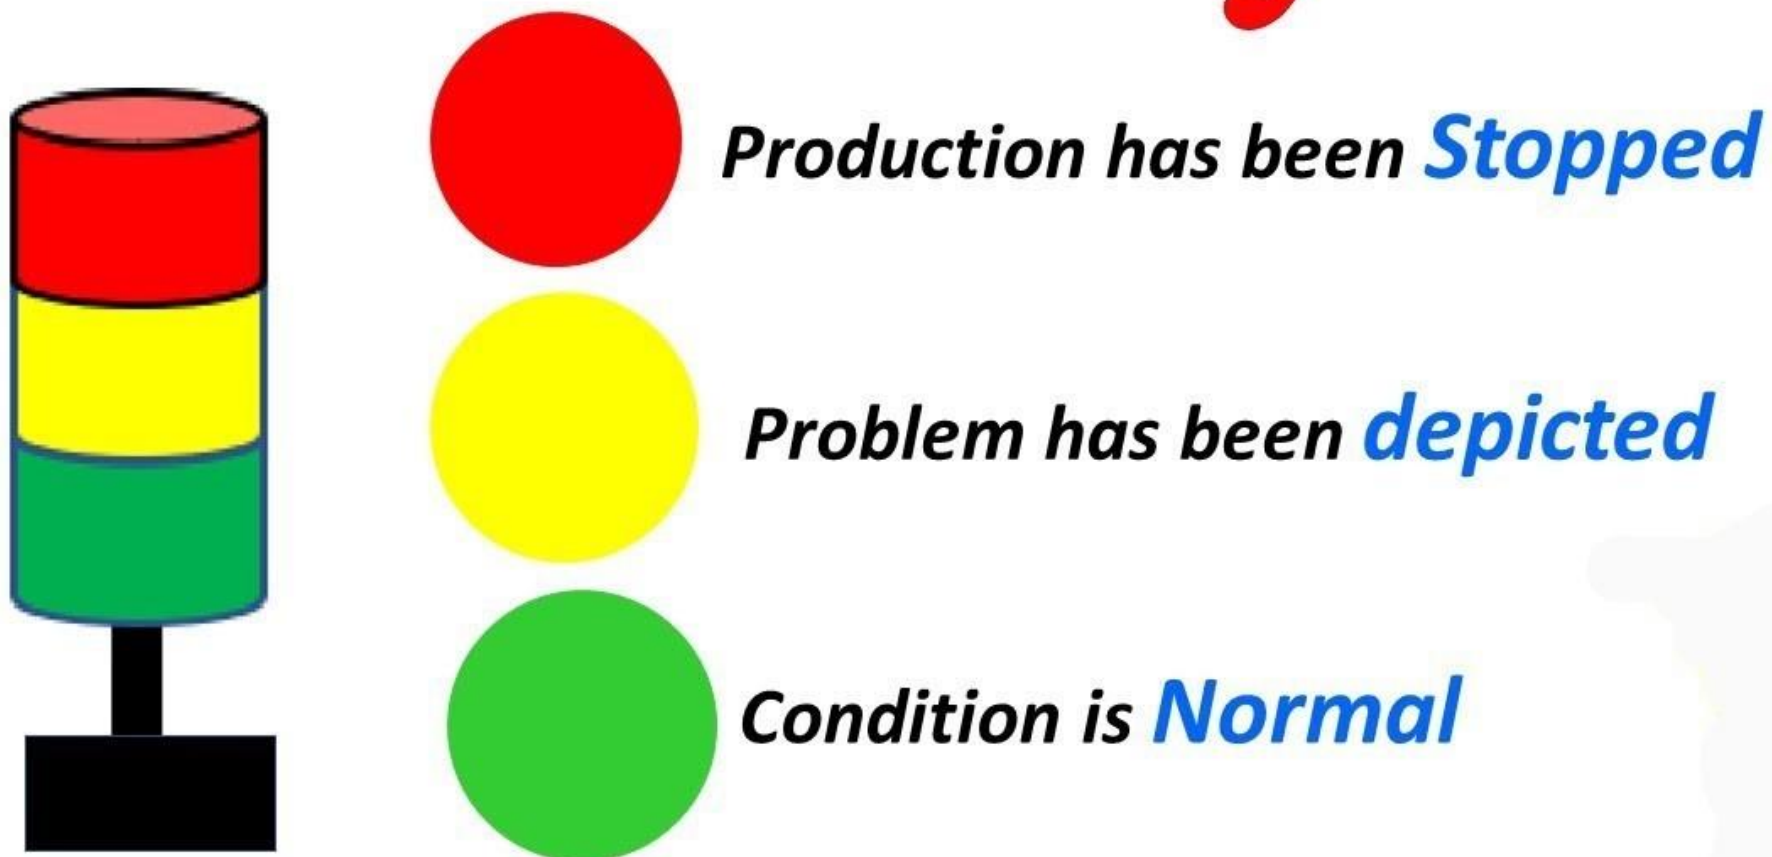 Production has been Stopped
Problem has been depicted
Condition is Normal